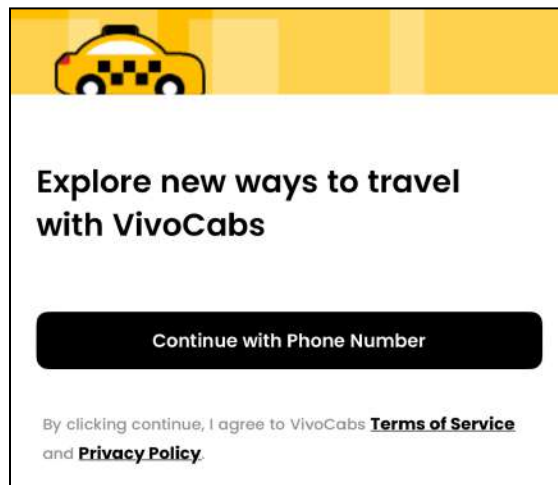 Explore new ways to travel
with VivoCabs
Continue with Phone Number
By clicking continue, I agree to VivoCabs Terms of Service
and Privacy Policy.